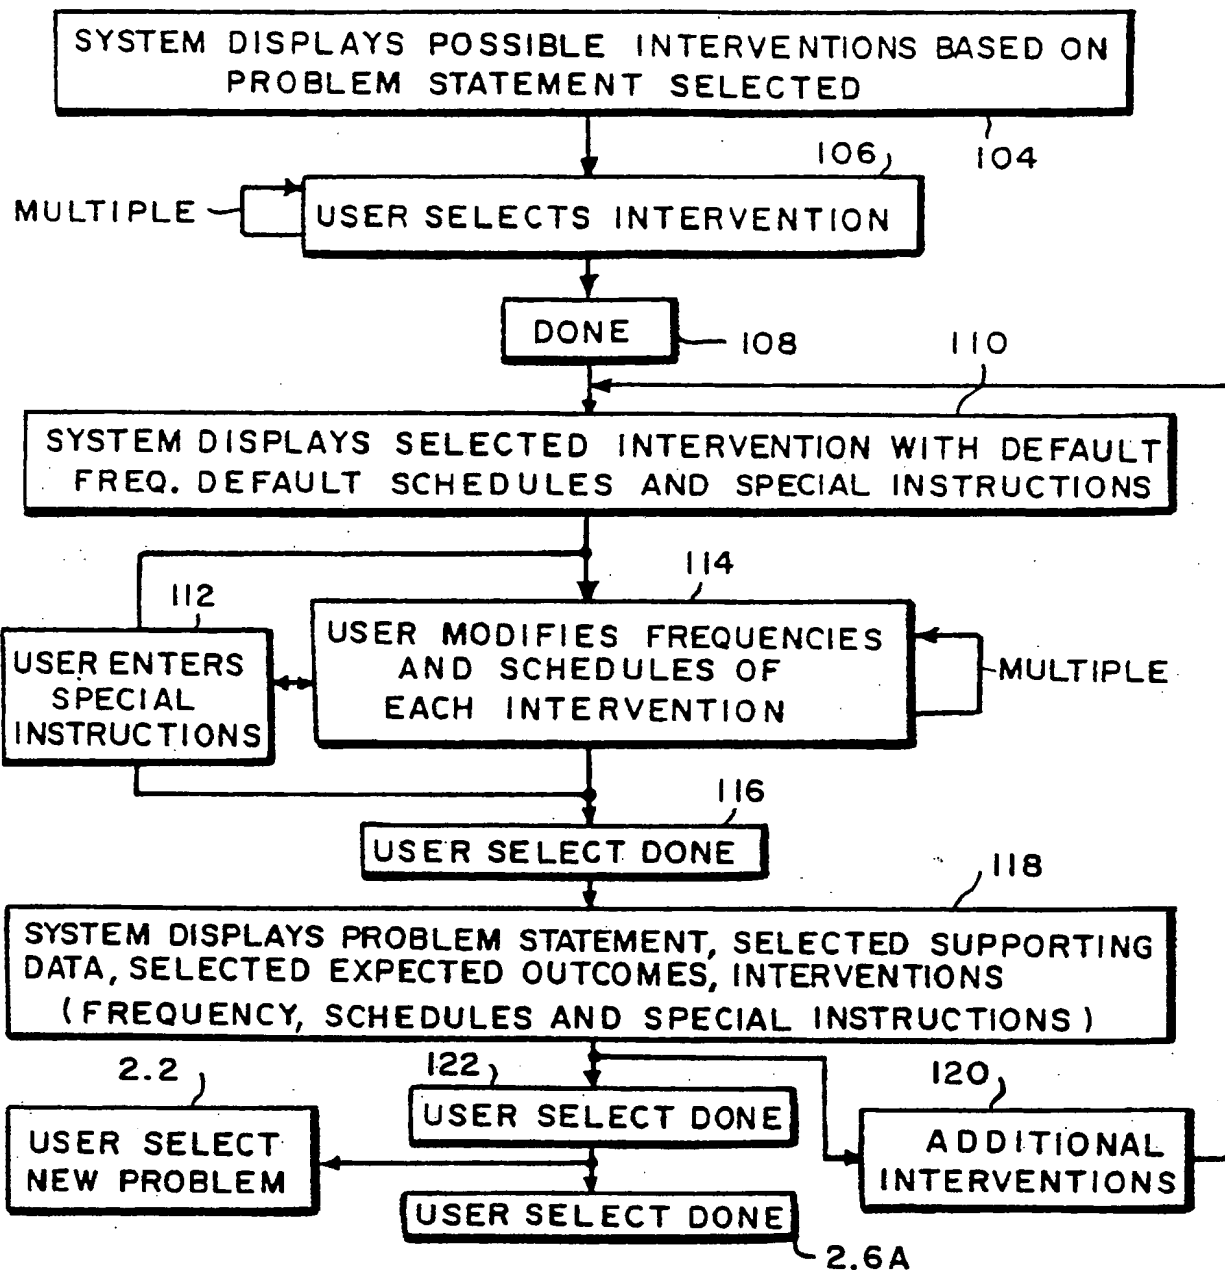 SYSTEM DISPLAYS POSSIBLE INTERVENTIONS BASED ON
PROBLEM STATEMENT SELECTED
104
106
MULTIPLE
USER SELECTS INTERVENTION
DONE
108
110
SYSTEM DISPLAYS SELECTED INTERVENTION WITH DEFAULT
FREQ. DEFAULT SCHEDULES AND SPECIAL INSTRUCTIONS
114
112
USER MODIFIES FREQUENCIES
AND SCHEDULES OF
EACH INTERVENTION
USER ENTERS
SPECIAL
INSTRUCTIONS
MULTIPLE
116
USER SELECT DONE
118
SYSTEM DISPLAYS PROBLEM STATEMENT, SELECTED SUPPORTING
DATA, SELECTED EXPECTED OUTCOMES, INTERVENTIONS
(FREQUENCY, SCHEDULES AND SPECIAL INSTRUCTIONS)
2.2
122
120
USER SELECT DONE
USER SELECT
NEW PROBLEM
ADDITIONAL
INTERVENTIONS
USER SELECT DONE
2.6A